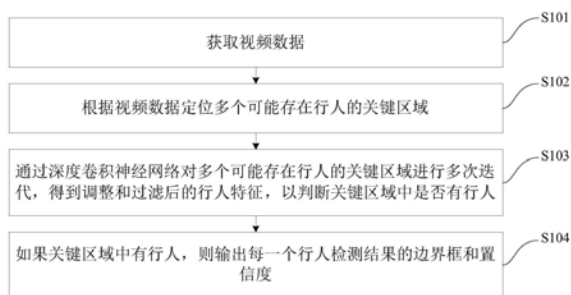 获取视频数据
S101
根据视频数据定位多个可能存在行人的关键区域
S102
通过深度卷积神经网络对多个可能存在行人的关键区域进行多次迭
代，得到调整和过滤后的行人特征，以判断关键区域中是否有行人
S103
如果关键区域中有行人，则输出每一个行人检测结果的边界框和置
信度
S104